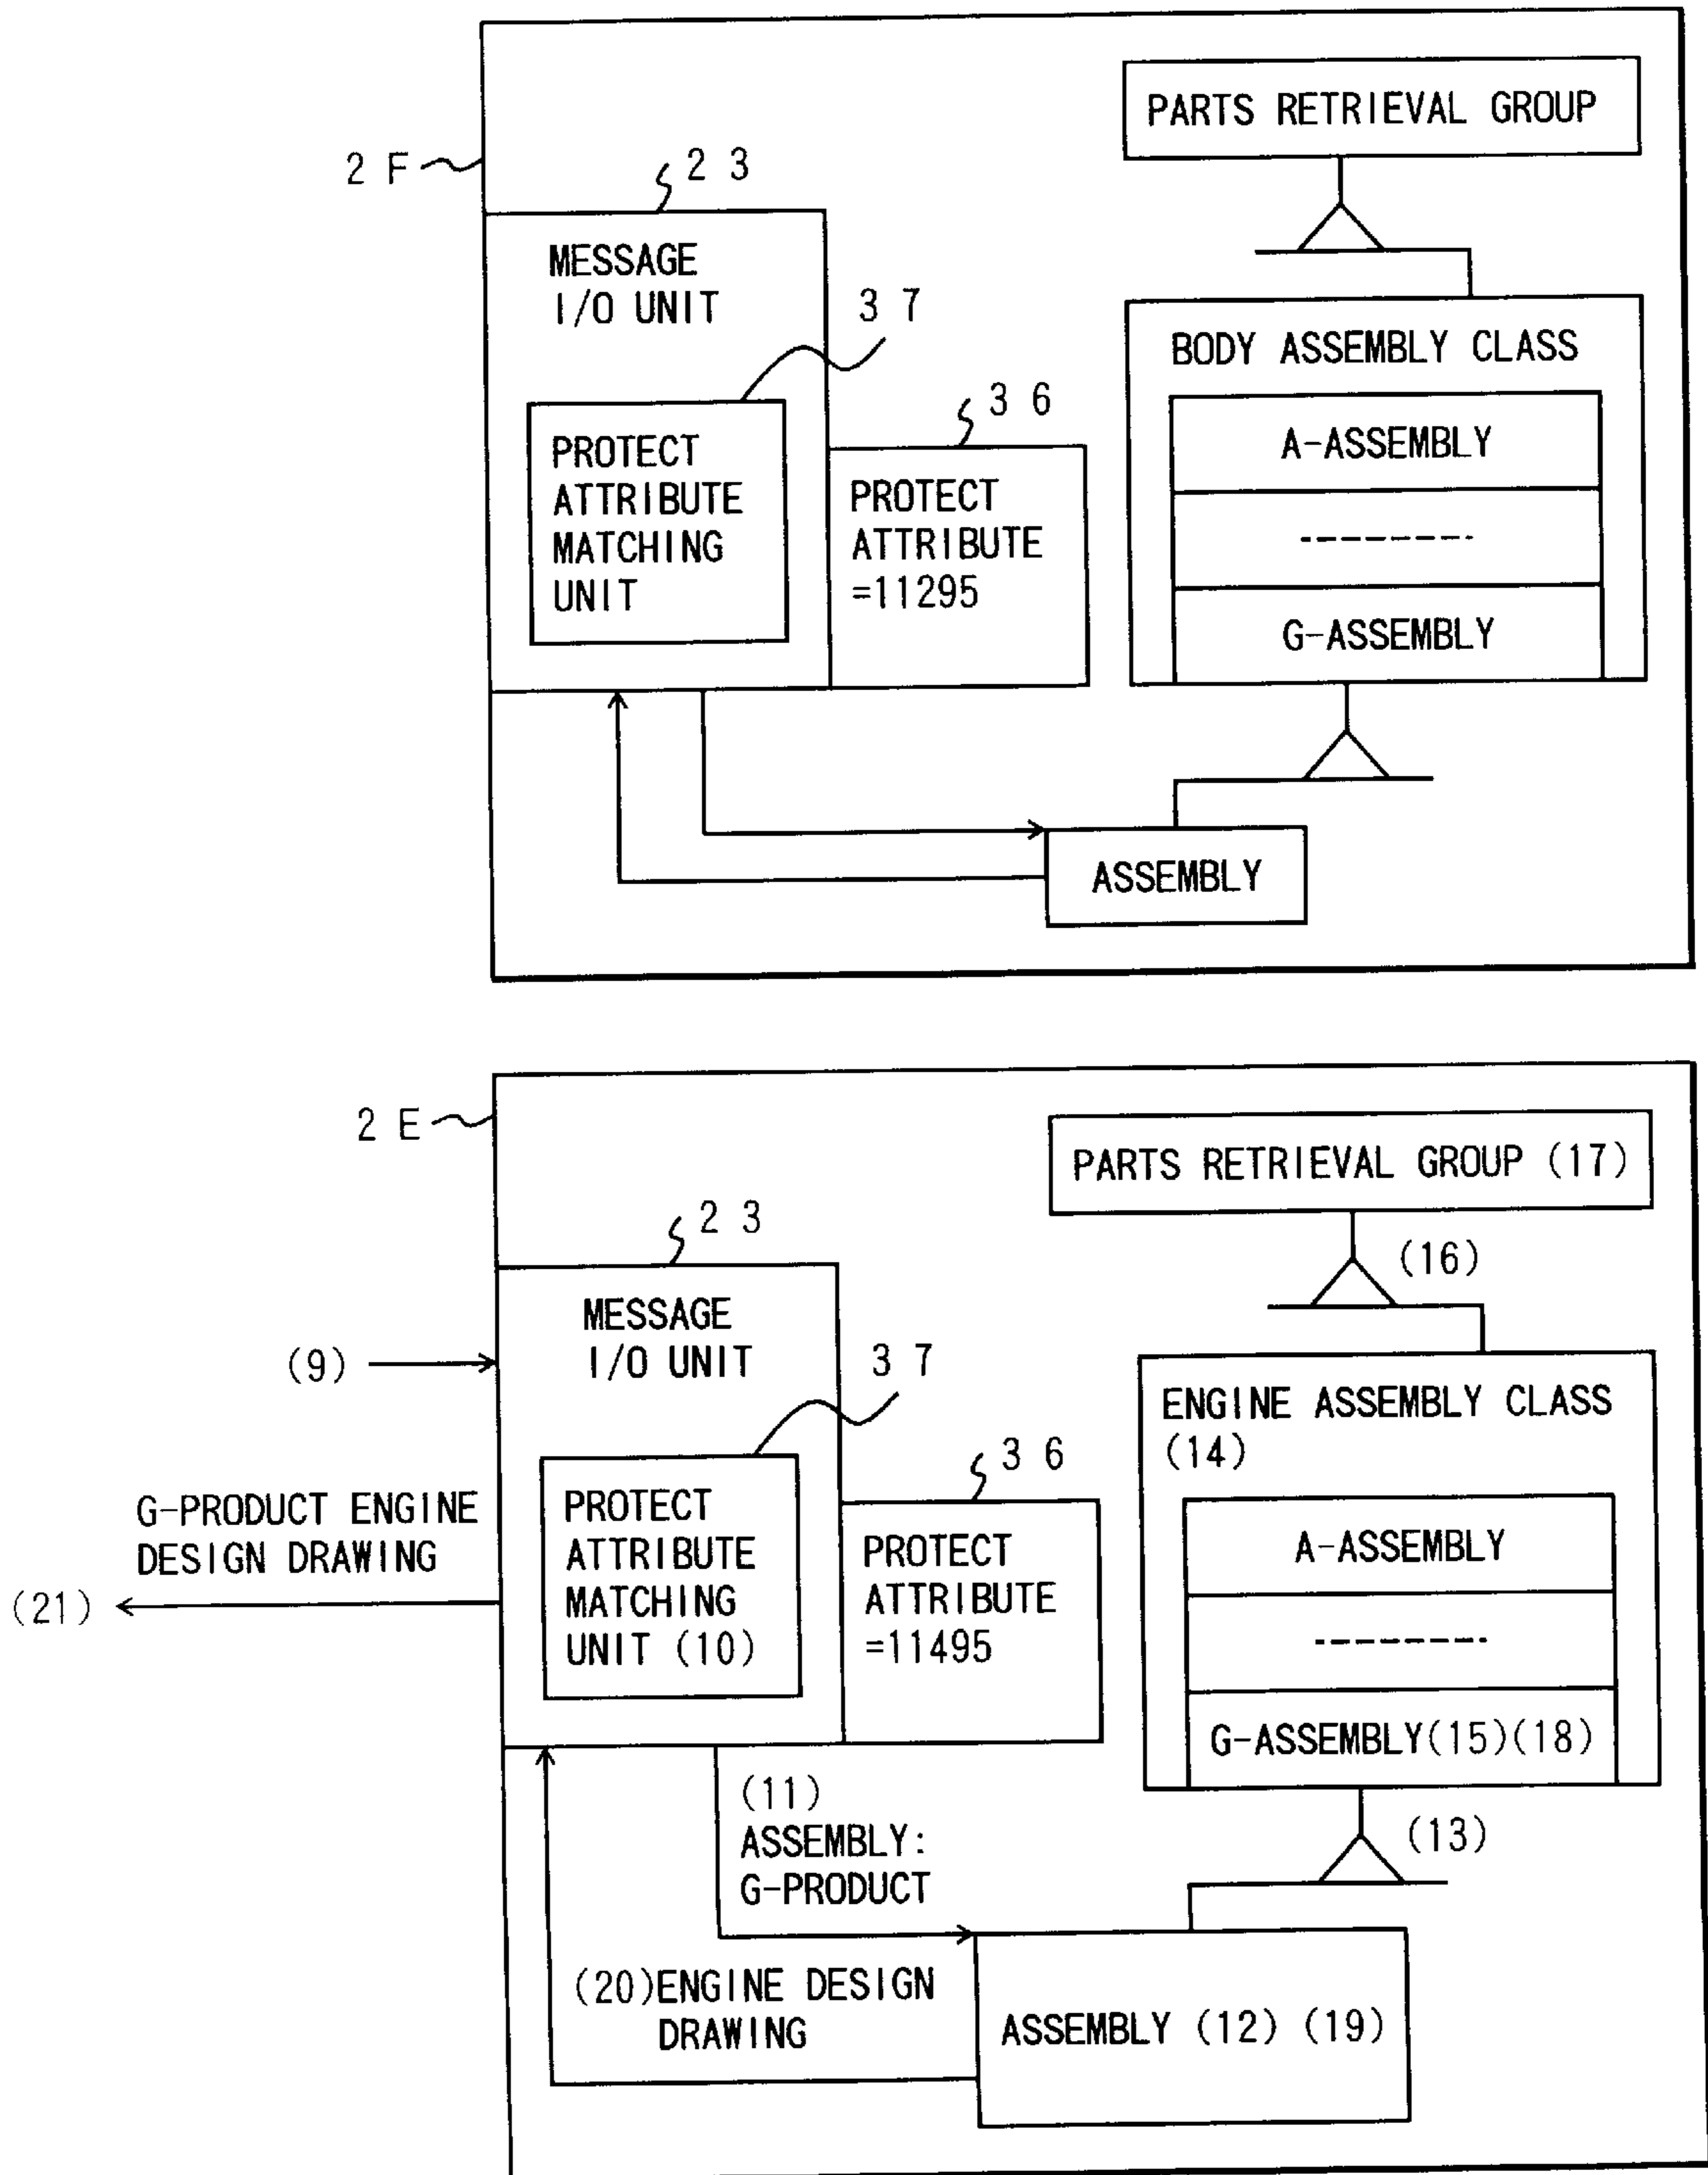 PARTS RETRIEVAL GROUP
2 F
2 3
MESSAGE
I/O UNIT
3 7
BODY ASSEMBLY CLASS
3 6
A-ASSEMBLY
PROTECT
ATTRIBUTE
MATCHING
UNIT
PROTECT
ATTRIBUTE
=11295
G-ASSEMBLY
ASSEMBLY
2 E
PARTS RETRIEVAL GROUP (17)
2 3
(16)
MESSAGE
I/O UNIT
(9)
3 7
ENGINE ASSEMBLY CLASS
(14)
3 6
G-PRODUCT ENGINE
DESIGN DRAWING
(21)
PROTECT
ATTRIBUTE
MATCHING
UNIT (10)
PROTECT
ATTRIBUTE
=11495
A-ASSEMBLY
G-ASSEMBLY(15)(18)
(11)
ASSEMBLY:
G-PRODUCT
(13)
(20)ENGINE DESIGN
DRAWING
ASSEMBLY (12) (19)